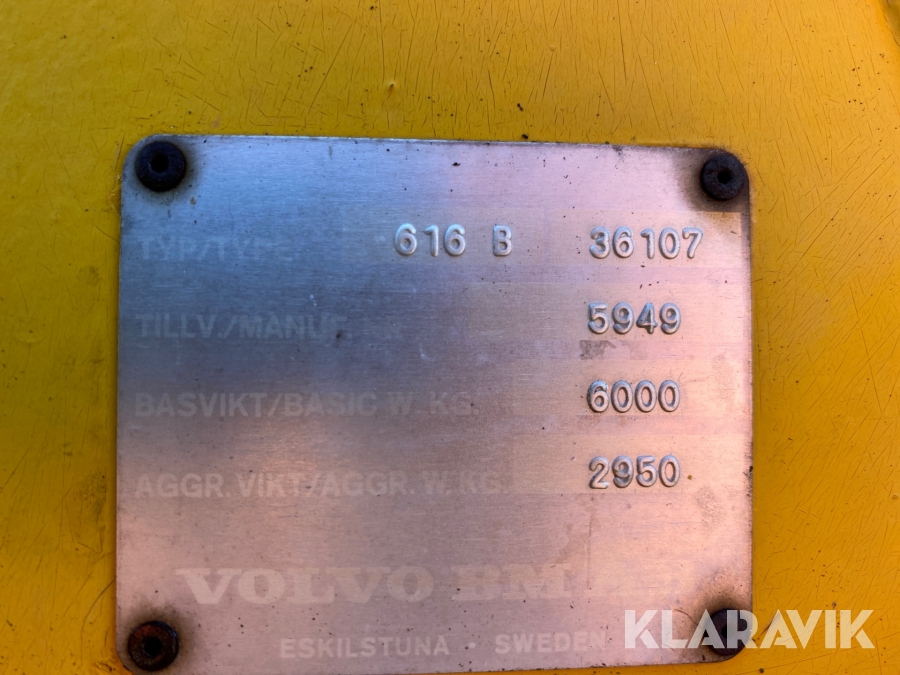 TYP/TYPE 616 B 36107
TILLV./MANU 5949
BASVIKT/BASIC W. KG. 6000
AGGR. VIKT/AGGR. W. KG. 2950
VOLVO BM
ESKILSTUNA · SWEDEN
KLARAVIK